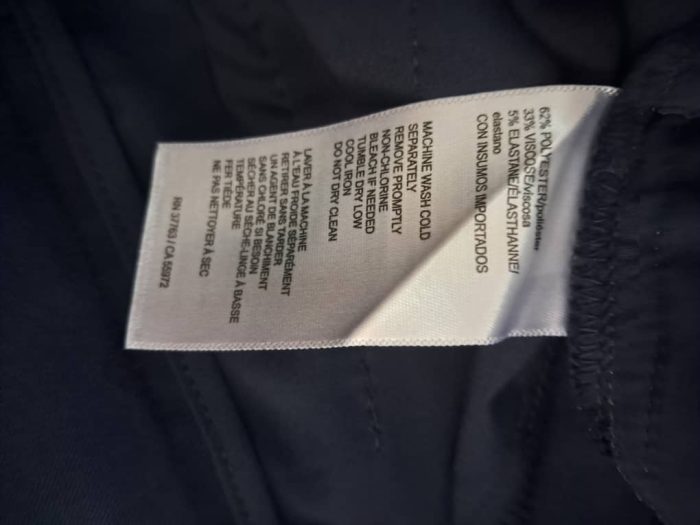 62% POLYESTER/poliéster
33% VISCOSE/viscosa
5% ELASTANE/ÉLASTHANNE/
elastano
CON INSUMOS IMPORTADOS
MACHINE WASH COLD
SEPARATELY
REMOVE PROMPTLY
NON-CHLORINE
BLEACH IF NEEDED
TUMBLE DRY LOW
COOL IRON
DO NOT DRY CLEAN
LAVER À LA MACHINE
À L'EAU FROIDE SÉPARÉMENT
RETIRER SANS TARDER
UN AGENT DE BLANCHIMENT
SANS CHLORE SI BESOIN
SÉCHER AU SÈCHE-LINGE À BASSE
TEMPÉRATURE
FER TIÈDE
NE PAS NETTOYER À SEC
RN 37763 / CA 55972